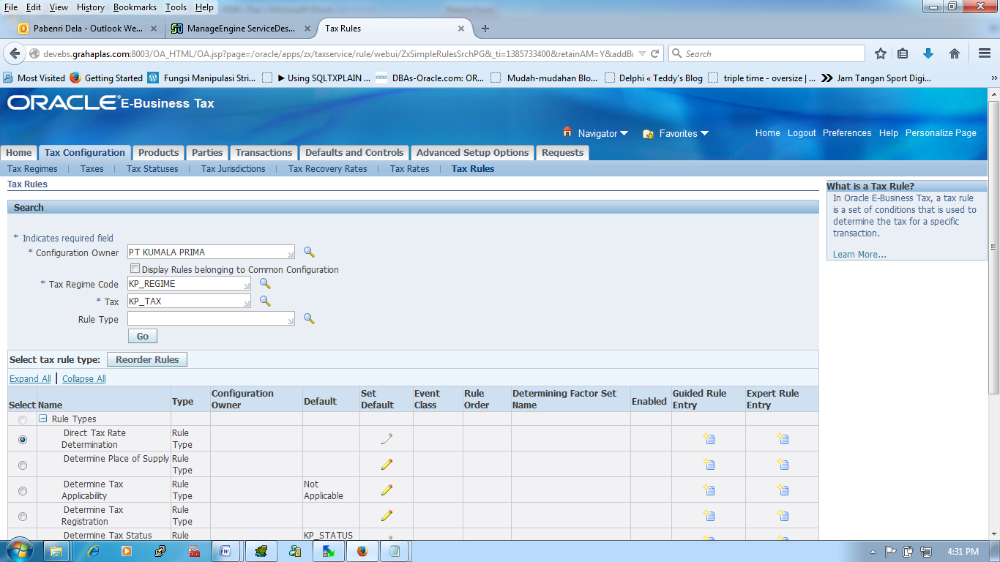 File Edit View History Bookmarks Tools Help
Pabenri Dela - Outlook We... × ManageEngine ServiceDes... × Tax Rules × +
devebs.grahaplas.com:8003/OA_HTML/OA.jsp?page=/oracle/apps/zx/taxservice/rule/webui/ZxSimpleRulesSrchPG&_ti=1385733400&retainAM=Y&addBr Search
Most Visited Getting Started Fungsi Manipulasi Stri... ► Using SQLTXPLAIN ... DBAs-Oracle.com: OR... Mudah-mudahan Blo... Delphi « Teddy's Blog triple time - oversize | ... Jam Tangan Sport Digi... »
ORACLE® E-Business Tax
Navigator Favorites Home Logout Preferences Help Personalize Page
Home Tax Configuration Products Parties Transactions Defaults and Controls Advanced Setup Options Requests
Tax Regimes | Taxes | Tax Statuses | Tax Jurisdictions | Tax Recovery Rates | Tax Rates | Tax Rules
Tax Rules
Search
* Indicates required field
* Configuration Owner PT KUMALA PRIMA
Display Rules belonging to Common Configuration
* Tax Regime Code KP_REGIME
* Tax KP_TAX
Rule Type
Go
Select tax rule type: Reorder Rules
Expand All | Collapse All
Select Name Type Configuration Owner Default Set Default Event Class Rule Order Determining Factor Set Name Enabled Guided Rule Entry Expert Rule Entry
Rule Types
Direct Tax Rate Determination Rule Type
Determine Place of Supply Rule Type
Determine Tax Applicability Rule Type Not Applicable
Determine Tax Registration Rule Type
Determine Tax Status Rule KP_STATUS
What is a Tax Rule?
In Oracle E-Business Tax, a tax rule
is a set of conditions that is used to
determine the tax for a specific
transaction.
Learn More...
4:31 PM